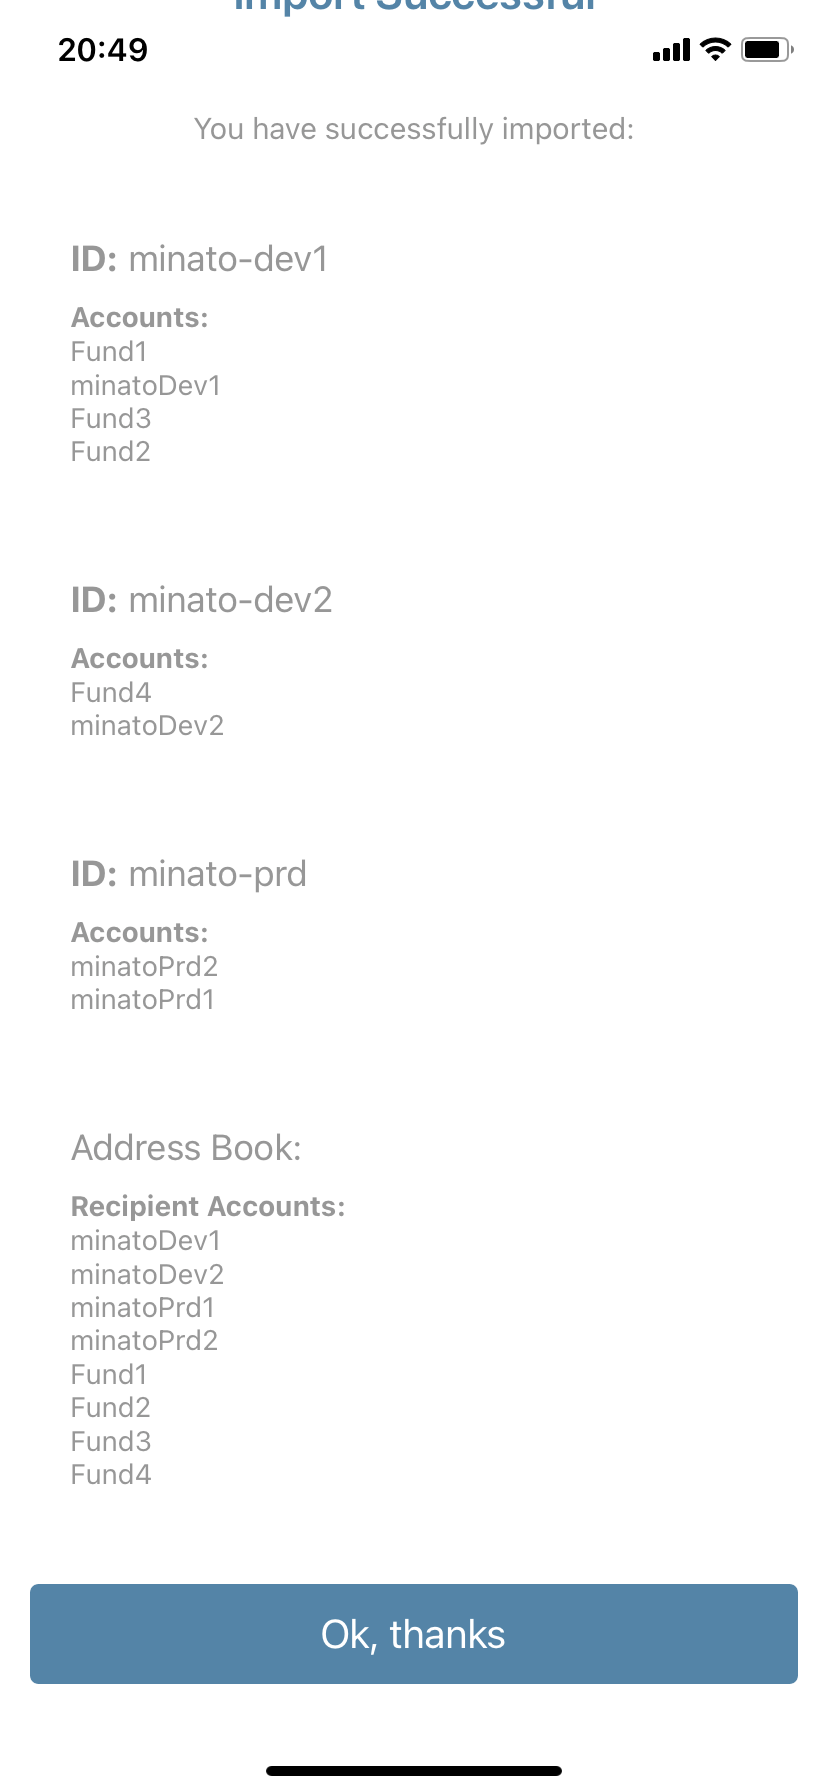 Import Successful
20:49
You have successfully imported:
ID: minato-dev1
Accounts:
Fund1
minatoDev1
Fund3
Fund2
ID: minato-dev2
Accounts:
Fund4
minatoDev2
ID: minato-prd
Accounts:
minatoPrd2
minatoPrd1
Address Book:
Recipient Accounts:
minatoDev1
minatoDev2
minatoPrd1
minatoPrd2
Fund1
Fund2
Fund3
Fund4
Ok, thanks